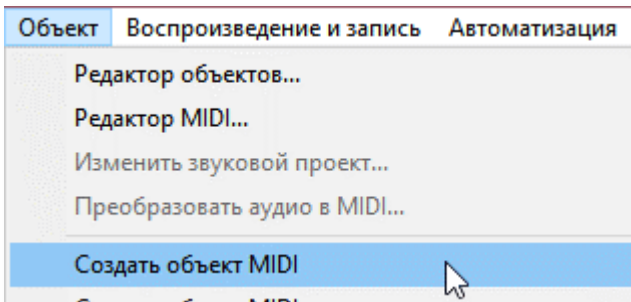 Объект Воспроизведение и запись Автоматизация
Редактор объектов...
Редактор MIDI...
Изменить звуковой проект...
Преобразовать аудио в MIDI...
Создать объект MIDI